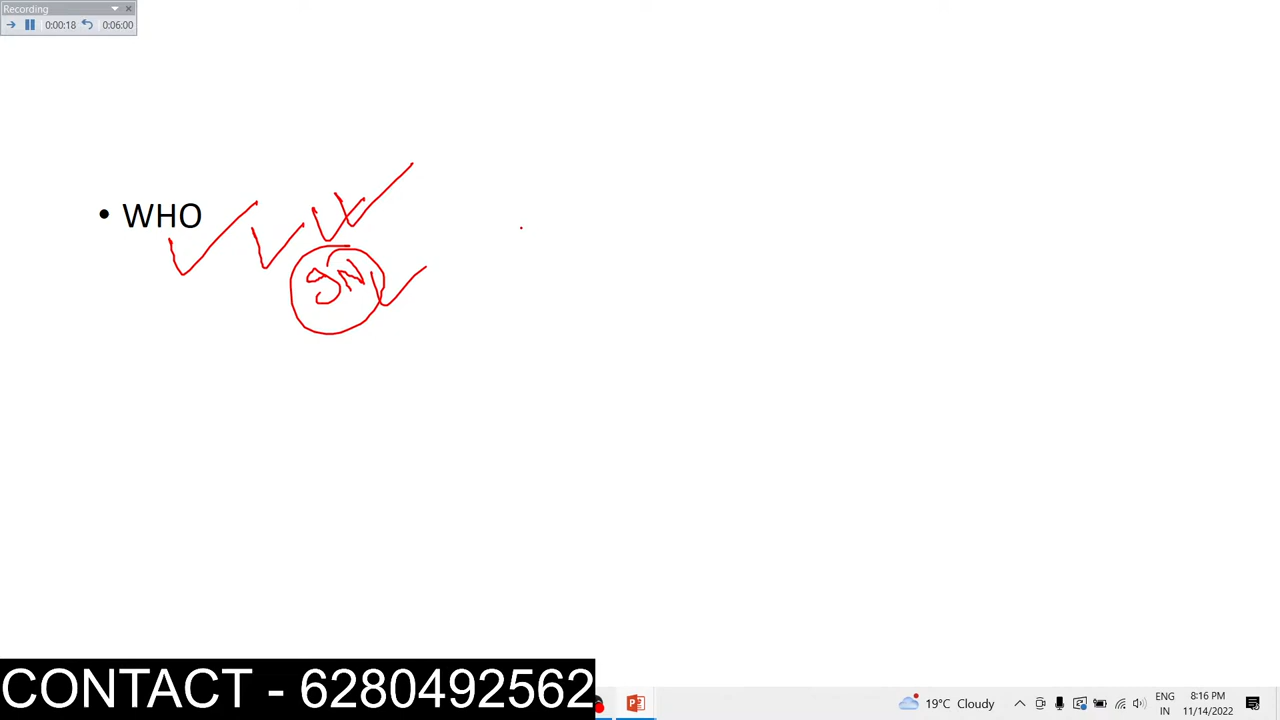 Recording
0:00:18 0:06:00
• WHO
CONTACT - 6280492562
19°C Cloudy
ENG
IN
8:16 PM
11/14/2022